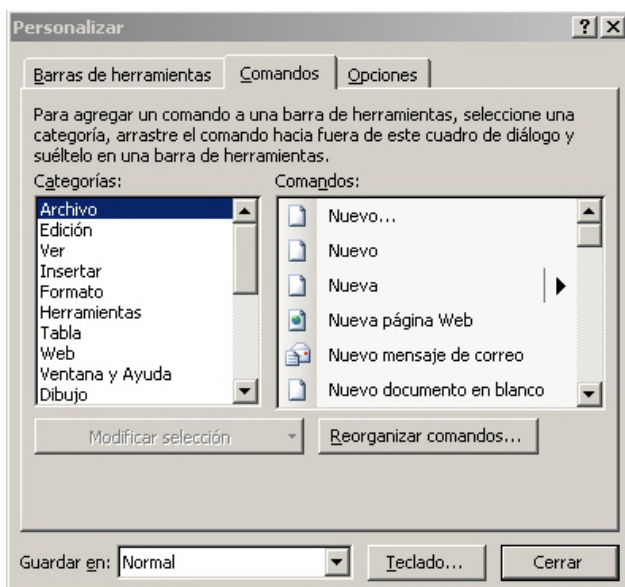 Personalizar
Barras de herramientas Comandos Opciones
Para agregar un comando a una barra de herramientas, seleccione una
categoría, arrastre el comando hacia fuera de este cuadro de diálogo y
suéltelo en una barra de herramientas.
Categorías: Comandos:
Archivo
Edición
Ver
Insertar
Formato
Herramientas
Tabla
Web
Ventana y Ayuda
Dibujo
Nuevo...
Nuevo
Nueva
Nueva página Web
Nuevo mensaje de correo
Nuevo documento en blanco
Modificar selección Reorganizar comandos...
Guardar en: Normal Teclado... Cerrar